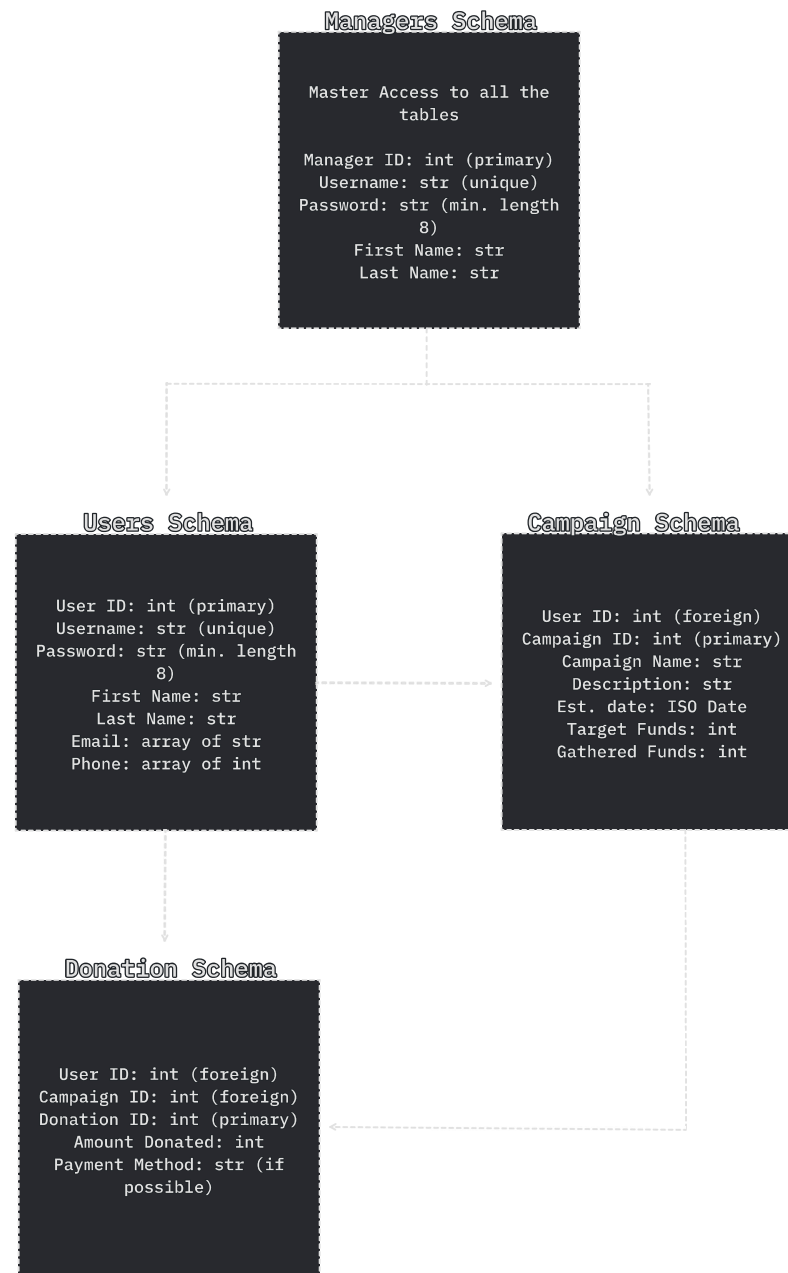 Managers Schema
Master Access to all the
tables
Manager ID: int (primary)
Username: str (unique)
Password: str (min. length
8)
First Name: str
Last Name: str
Users Schema
User ID: int (primary)
Username: str (unique)
Password: str (min. length
8)
First Name: str
Last Name: str
Email: array of str
Phone: array of int
Campaign Schema
User ID: int (foreign)
Campaign ID: int (primary)
Campaign Name: str
Description: str
Est. date: ISO Date
Target Funds: int
Gathered Funds: int
Donation Schema
User ID: int (foreign)
Campaign ID: int (foreign)
Donation ID: int (primary)
Amount Donated: int
Payment Method: str (if
possible)